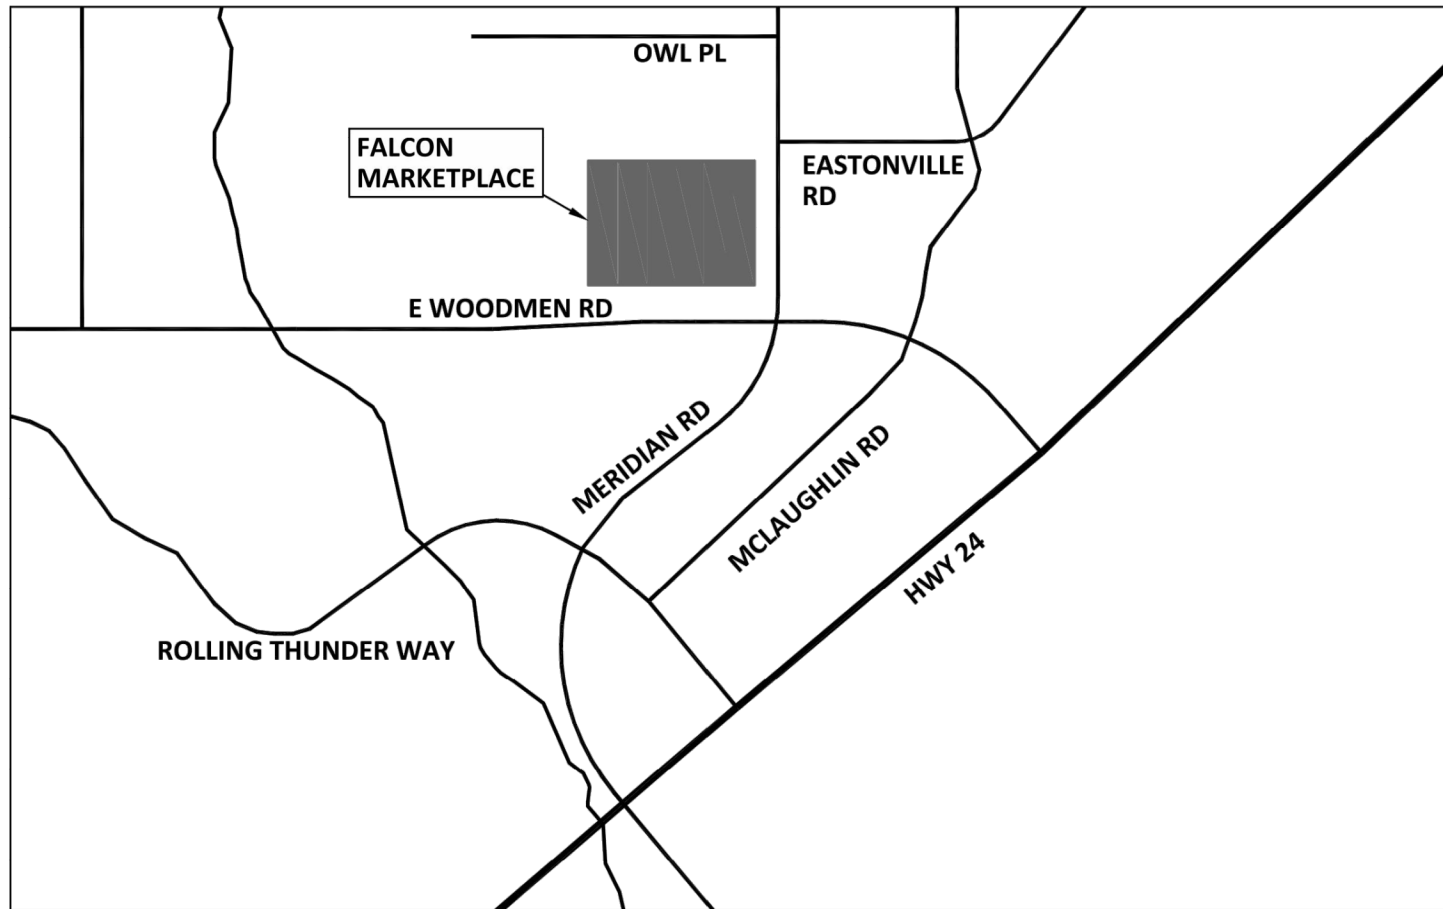 OWL PL
FALCON
MARKETPLACE
EASTONVILLE
RD
E WOODMEN RD
MERIDIAN RD
MCLAUGHLIN RD
HWY 24
ROLLING THUNDER WAY